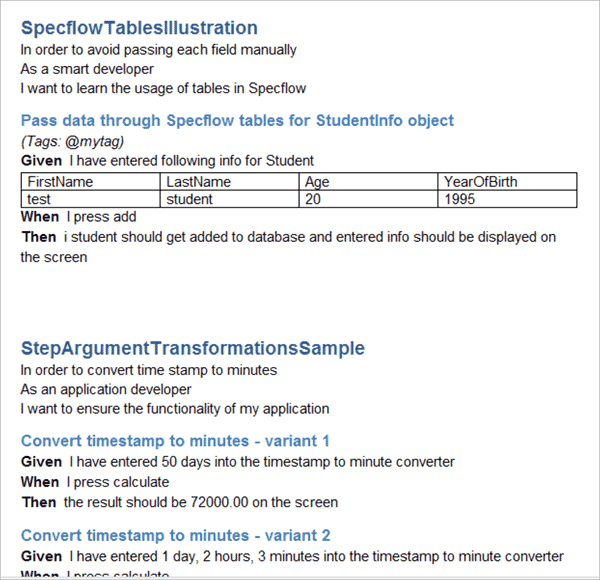 SpecflowTablesIllustration
In order to avoid passing each field manually
As a smart developer
I want to learn the usage of tables in Specflow
Pass data through Specflow tables for StudentInfo object
(Tags: @mytag)
Given I have entered following info for Student
FirstName LastName Age YearOfBirth
test student 20 1995
When I press add
Then i student should get added to database and entered info should be displayed on
the screen
StepArgumentTransformationsSample
In order to convert time stamp to minutes
As an application developer
I want to ensure the functionality of my application
Convert timestamp to minutes - variant 1
Given I have entered 50 days into the timestamp to minute converter
When I press calculate
Then the result should be 72000.00 on the screen
Convert timestamp to minutes - variant 2
Given I have entered 1 day, 2 hours, 3 minutes into the timestamp to minute converter
When I press calculate